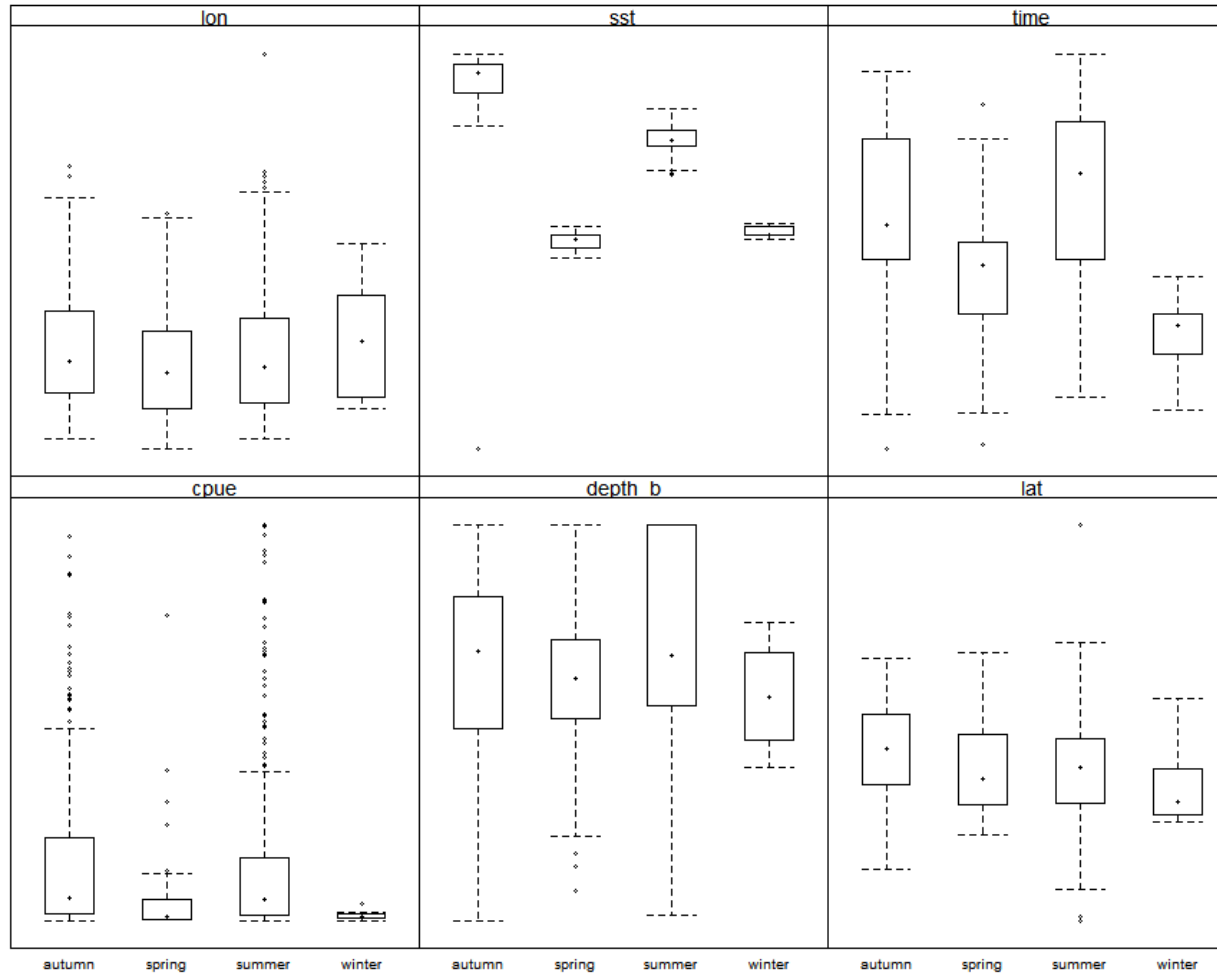 lon sst time
cpue depth_b lat
autumn spring summer winter autumn spring summer winter autumn spring summer winter